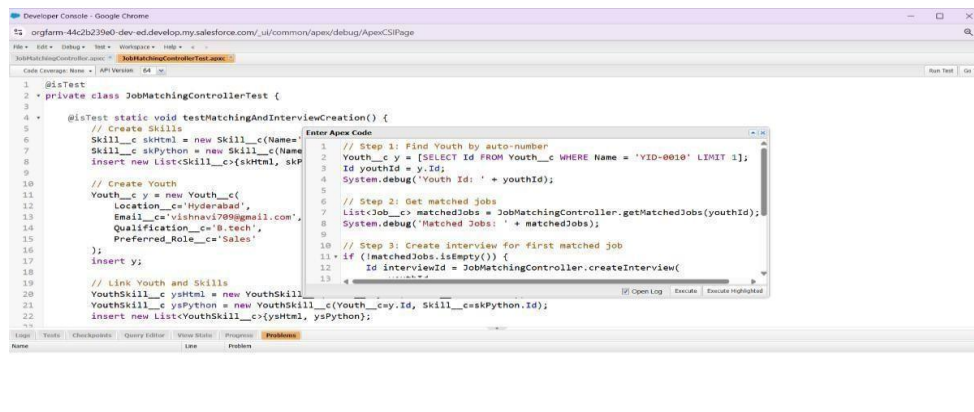 Developer Console - Google Chrome
orgfarm-44c2b239e0-dev-ed.develop.my.salesforce.com/_ui/common/apex/debug/ApexCSIPage
File • Edit • Debug • Test • Workspace • Help • < >
JobMatchingController.apxc JobMatchingControllerTest.apxc
Code Coverage: None • API Version: 64 Run Test Go
1 @isTest
2 private class JobMatchingControllerTest {
3
4 @isTest static void testMatchingAndInterviewCreation() {
5 // Create Skills
6 Skill__c skHtml = new Skill__c(Name='
7 Skill__c skPython = new Skill__c(Name
8 insert new List<Skill__c>{skHtml, skP
9
10 // Create Youth
11 Youth__c y = new Youth__c(
12 Location__c='Hyderabad',
13 Email__c='vishnavi709@gmail.com',
14 Qualification__c='B.tech',
15 Preferred_Role__c='Sales'
16 );
17 insert y;
18
19 // Link Youth and Skills
20 YouthSkill__c ysHtml = new YouthSkill
21 YouthSkill__c ysPython = new YouthSkill__c(Youth__c=y.Id, Skill__c=skPython.Id);
22 insert new List<YouthSkill__c>{ysHtml, ysPython};
Enter Apex Code
1 // Step 1: Find Youth by auto-number
2 Youth__c y = [SELECT Id FROM Youth__c WHERE Name = 'YID-0010' LIMIT 1];
3 Id youthId = y.Id;
4 System.debug('Youth Id: ' + youthId);
5
6 // Step 2: Get matched jobs
7 List<Job__c> matchedJobs = JobMatchingController.getMatchedJobs(youthId);
8 System.debug('Matched Jobs: ' + matchedJobs);
9
10 // Step 3: Create interview for first matched job
11 if (!matchedJobs.isEmpty()) {
12 Id interviewId = JobMatchingController.createInterview(
13
Open Log Execute Execute Highlighted
Logs Tests Checkpoints Query Editor View State Progress Problems
Name Line Problem